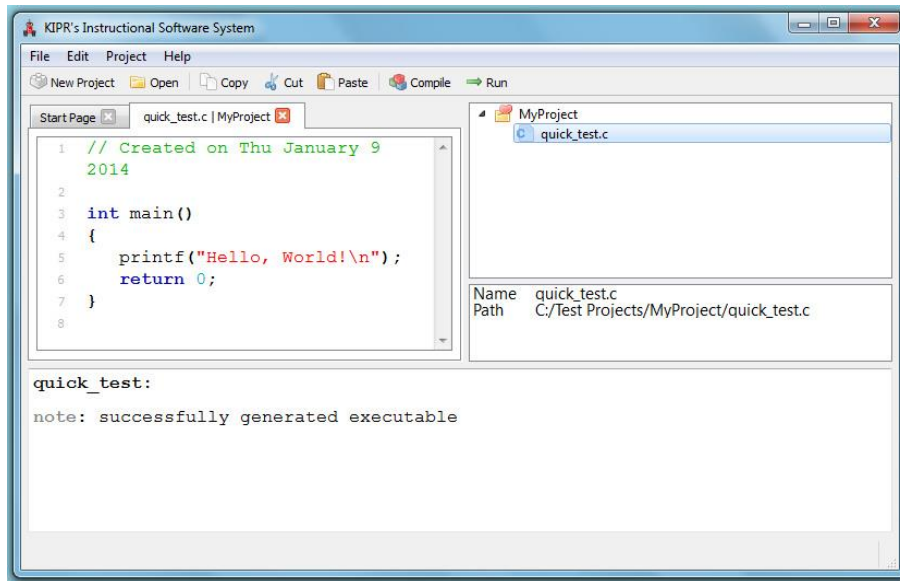 KIPR's Instructional Software System
File Edit Project Help
New Project Open Copy Cut Paste Compile Run
Start Page quick_test.c | MyProject
1 // Created on Thu January 9
2014
2
3 int main()
4 {
5 printf("Hello, World!\n");
6 return 0;
7 }
8
MyProject
C quick_test.c
Name quick_test.c
Path C:/Test Projects/MyProject/quick_test.c
quick_test:
note: successfully generated executable